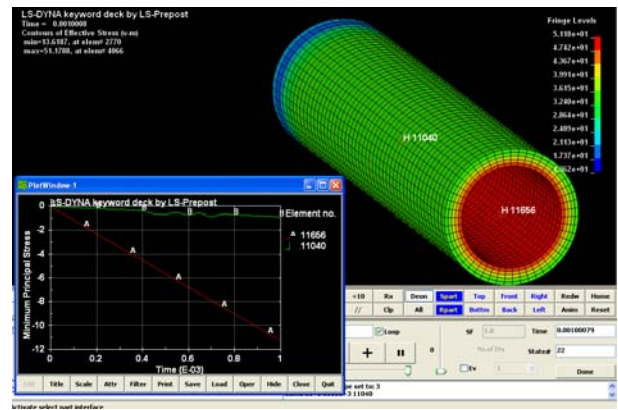 LS-DYNA keyword deck by LS-Prepost
Time = 0.0010008
Contours of Effective Stress (v-m)
min=13.6187, at elem# 2770
max=51.1788, at elem# 4066
Fringe Levels
5.118e+01
4.742e+01
4.367e+01
3.991e+01
3.615e+01
3.240e+01
2.864e+01
2.489e+01
2.113e+01
1.737e+01
H 11040
H 11656
PlotWindow-1
LS-DYNA keyword deck by LS-Prepost
Element no.
A 11656
B 11040
Minimum Principal Stress
0
-2
-4
-6
-8
-10
-12
0 0.2 0.4 0.6 0.8 1
Time (E-03)
A A A A A
B B B B B
Title Scale Attr Filter Print Save Load Oper Hide Close Quit
+10 Rx Deon Spart Top Front Right Redw Home
// Clp All Rpart Bottm Back Left Anim Reset
Loop SF 1.0 Time 0.00100079
0 State# 22
Done
11040